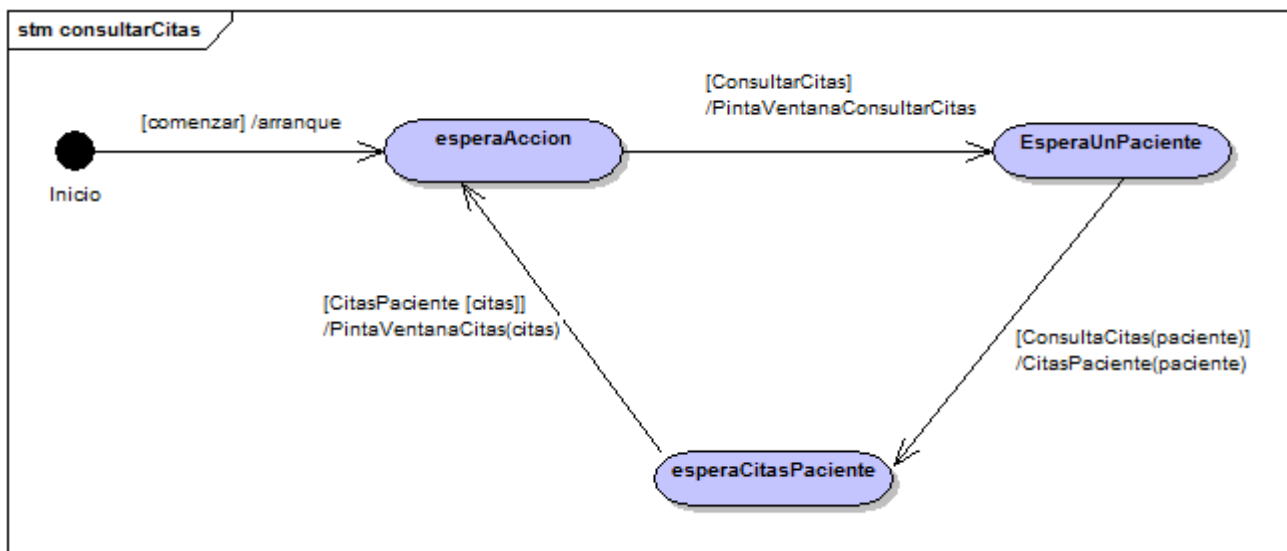 stm consultarCitas
[ConsultarCitas]
/PintaVentanaConsultarCitas
[comenzar] /arranque
esperaAccion
EsperaUnPaciente
Inicio
[CitasPaciente [citas]]
/PintaVentanaCitas(citas)
[ConsultaCitas(paciente)]
/CitasPaciente(paciente)
esperaCitasPaciente